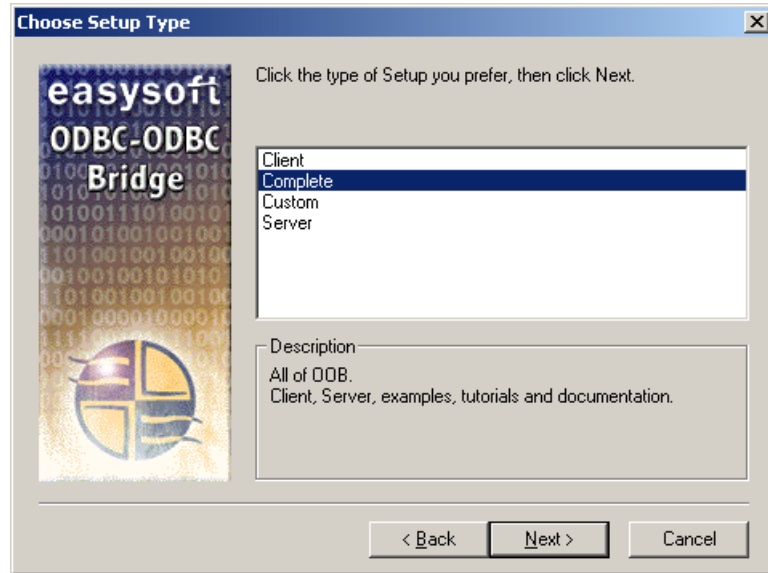 Choose Setup Type
easysoft
ODBC-ODBC
Bridge
Click the type of Setup you prefer, then click Next.
Client
Complete
Custom
Server
Description
All of OOB.
Client, Server, examples, tutorials and documentation.
< Back
Next >
Cancel